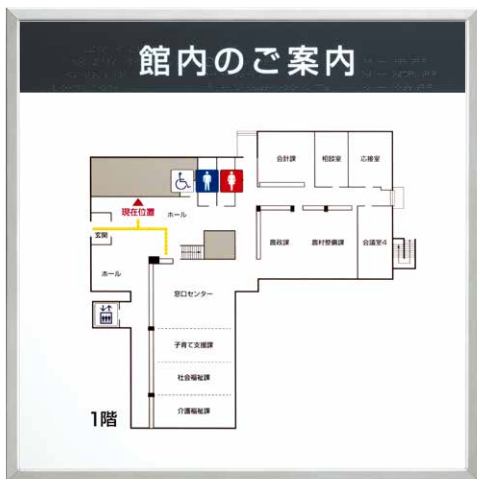 館内のご案内
会計課
相談室
応接室
現在位置
ホール
玄関
農政課
農村整備課
会議室4
ホール
窓口センター
子育て支援課
社会福祉課
介護福祉課
1階